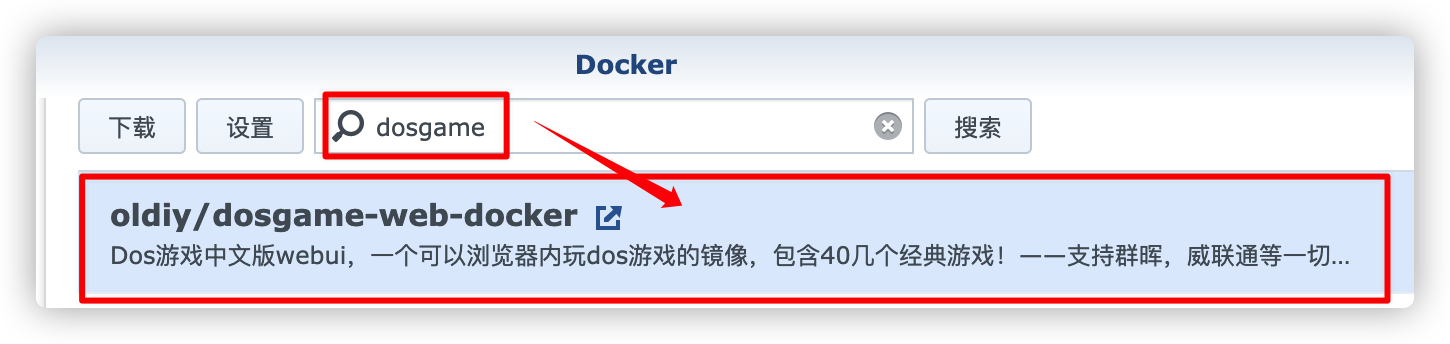 Docker
下载 设置 dosgame 搜索
oldiy/dosgame-web-docker
Dos游戏中文版webui，一个可以浏览器内玩dos游戏的镜像，包含40几个经典游戏！——支持群晖，威联通等一切...